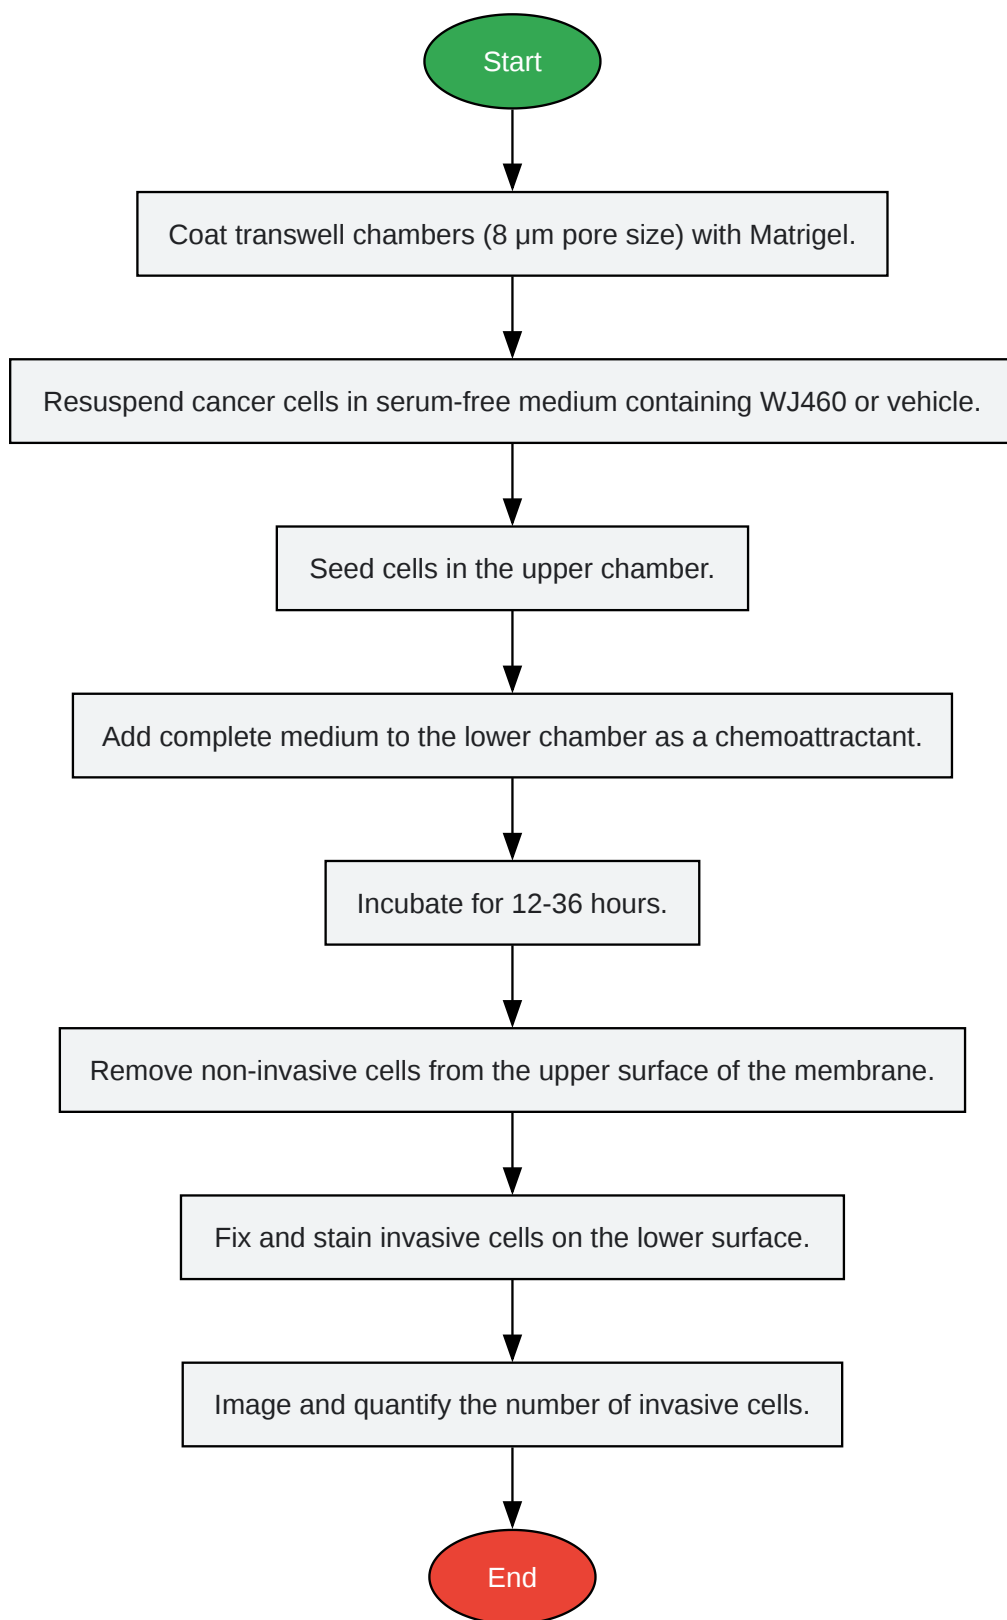 Start
Coat transwell chambers (8 μm pore size) with Matrigel.
Resuspend cancer cells in serum-free medium containing WJ460 or vehicle.
Seed cells in the upper chamber.
Add complete medium to the lower chamber as a chemoattractant.
Incubate for 12-36 hours.
Remove non-invasive cells from the upper surface of the membrane.
Fix and stain invasive cells on the lower surface.
Image and quantify the number of invasive cells.
End